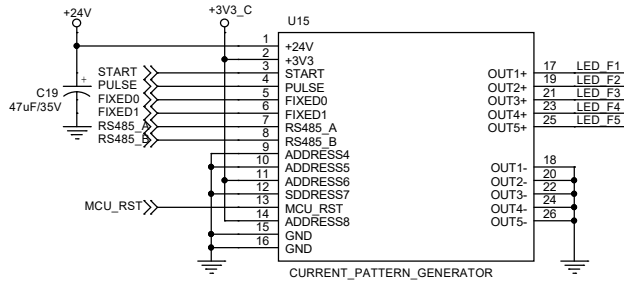 +24V
+3V3_C
U15
C19
47uF/35V
+
START
PULSE
FIXED0
FIXED1
RS485_A
RS485_B
MCU_RST
1 +24V
2 +3V3
3 START
4 PULSE
5 FIXED0
6 FIXED1
7 RS485_A
8 RS485_B
9 ADDRESS4
10 ADDRESS5
11 ADDRESS6
12 SDDRESS7
13 MCU_RST
14 ADDRESS8
15 GND
16 GND
OUT1+ 17 LED_F1
OUT2+ 19 LED_F2
OUT3+ 21 LED_F3
OUT4+ 23 LED_F4
OUT5+ 25 LED_F5
OUT1- 18
OUT2- 20
OUT3- 22
OUT4- 24
OUT5- 26
CURRENT_PATTERN_GENERATOR